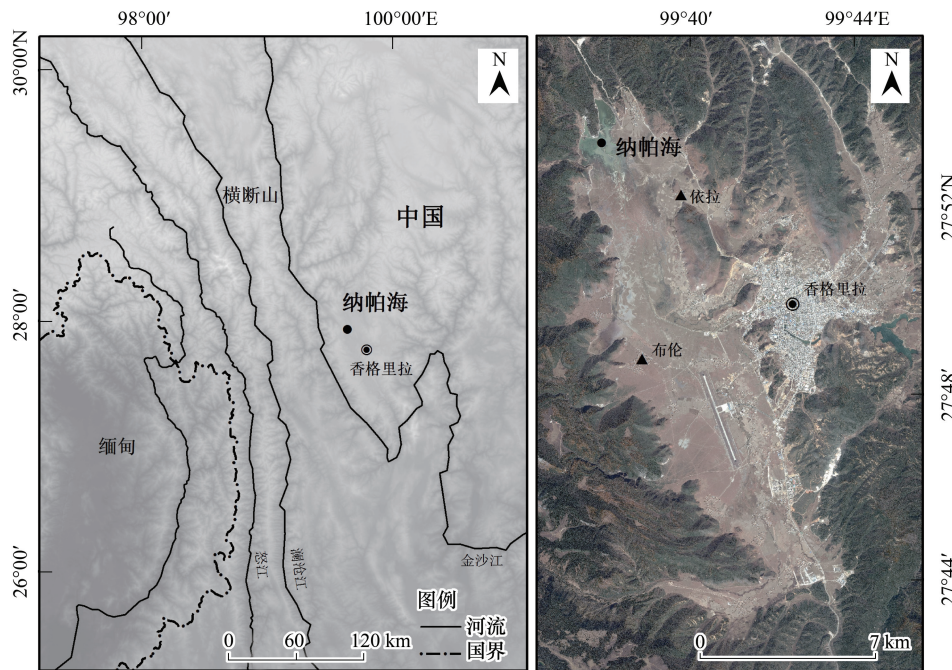 98°00′
100°00′E
30°00′N
28°00′
26°00′
N
横断山
中国
纳帕海
香格里拉
缅甸
怒江
澜沧江
金沙江
图例
河流
国界
0 60 120 km
99°40′
99°44′E
N
纳帕海
依拉
香格里拉
布伦
27°52′N
27°48′
27°44′
0 7 km